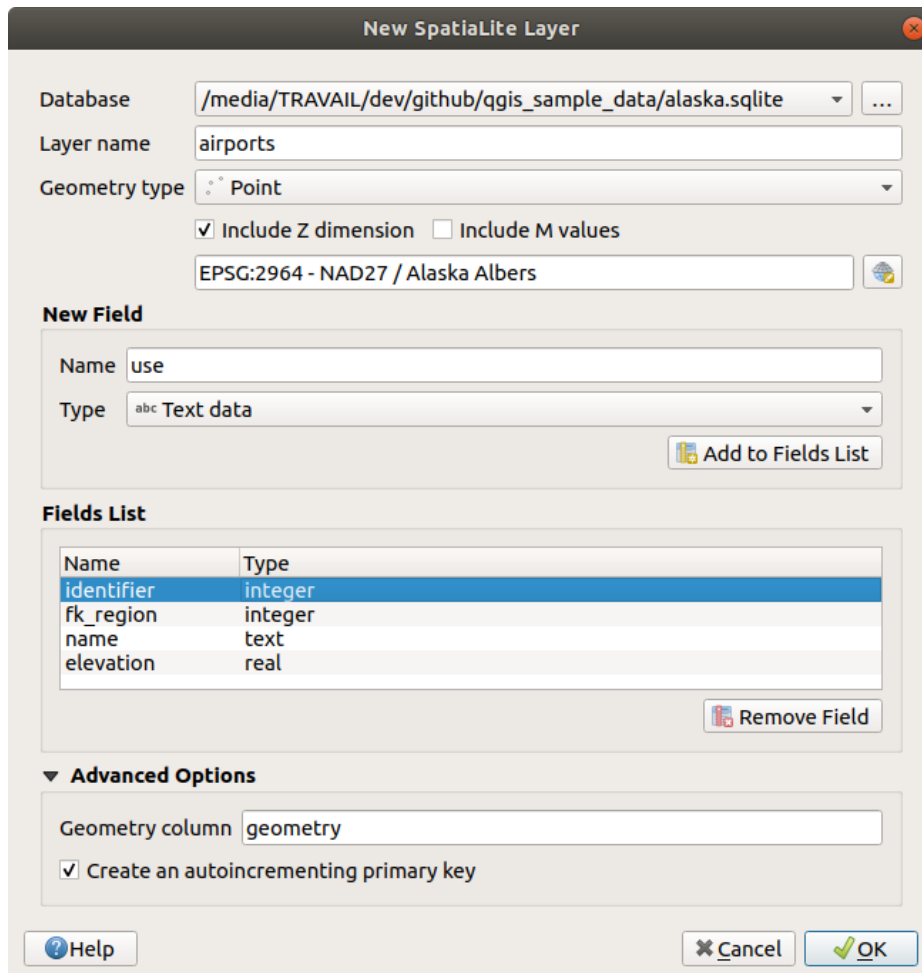 New SpatiaLite Layer
Database /media/TRAVAIL/dev/github/qgis_sample_data/alaska.sqlite ...
Layer name airports
Geometry type Point
Include Z dimension Include M values
EPSG:2964 - NAD27 / Alaska Albers
New Field
Name use
Type abc Text data
Add to Fields List
Fields List
Name Type
identifier integer
fk_region integer
name text
elevation real
Remove Field
Advanced Options
Geometry column geometry
Create an autoincrementing primary key
Help Cancel OK